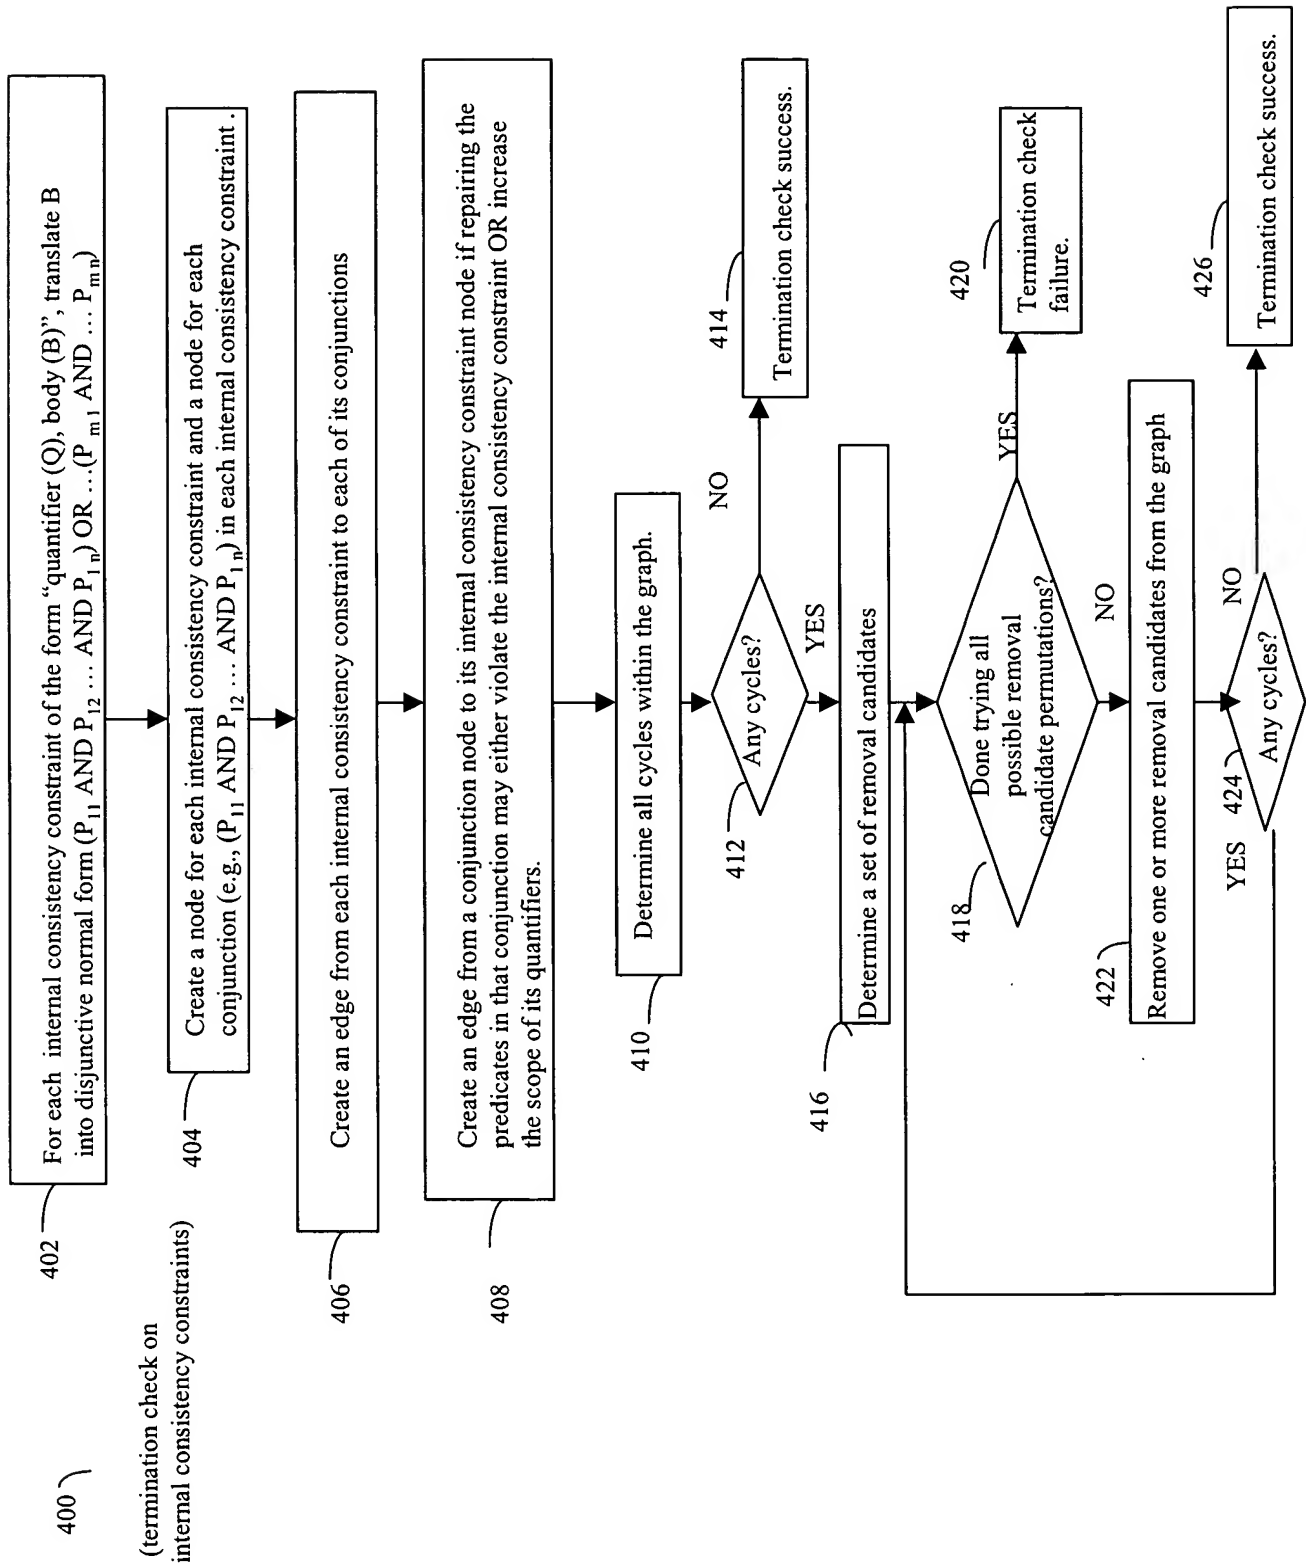 400
(termination check on
internal consistency constraints)
402
For each internal consistency constraint of the form “quantifier (Q), body (B)”, translate B
into disjunctive normal form (P11 AND P12 ... AND P1n) OR ...(Pm1 AND ... Pmn)
404
Create a node for each internal consistency constraint and a node for each
conjunction (e.g., (P11 AND P12 ... AND P1n) in each internal consistency constraint.
406
Create an edge from each internal consistency constraint to each of its conjunctions
408
Create an edge from a conjunction node to its internal consistency constraint node if repairing the
predicates in that conjunction may either violate the internal consistency constraint OR increase
the scope of its quantifiers.
410
Determine all cycles within the graph.
412
Any cycles?
NO
414
Termination check success.
YES
416
Determine a set of removal candidates
418
Done trying all
possible removal
candidate permutations?
YES
420
Termination check
failure.
NO
422
Remove one or more removal candidates from the graph
424
Any cycles?
YES
NO
426
Termination check success.